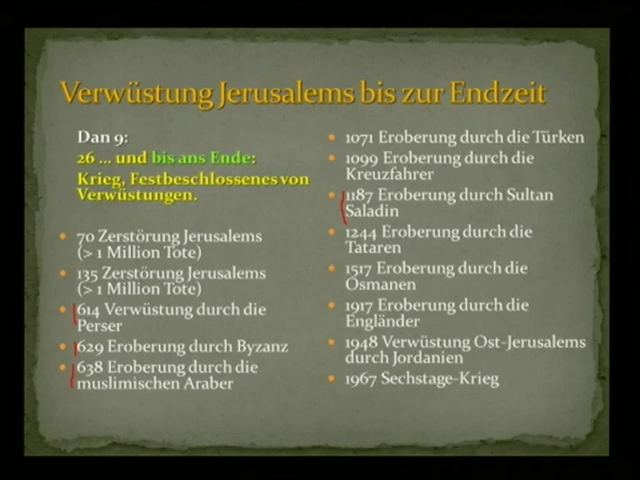 Verwüstung Jerusalems bis zur Endzeit
Dan 9:
26 ... und bis ans Ende:
Krieg, Festbeschlossenes von
Verwüstungen.
• 70 Zerstörung Jerusalems
(> 1 Million Tote)
• 135 Zerstörung Jerusalems
(> 1 Million Tote)
• 614 Verwüstung durch die
Perser
• 629 Eroberung durch Byzanz
• 638 Eroberung durch die
muslimischen Araber
• 1071 Eroberung durch die Türken
• 1099 Eroberung durch die
Kreuzfahrer
• 1187 Eroberung durch Sultan
Saladin
• 1244 Eroberung durch die
Tataren
• 1517 Eroberung durch die
Osmanen
• 1917 Eroberung durch die
Engländer
• 1948 Verwüstung Ost-Jerusalems
durch Jordanien
• 1967 Sechstage-Krieg